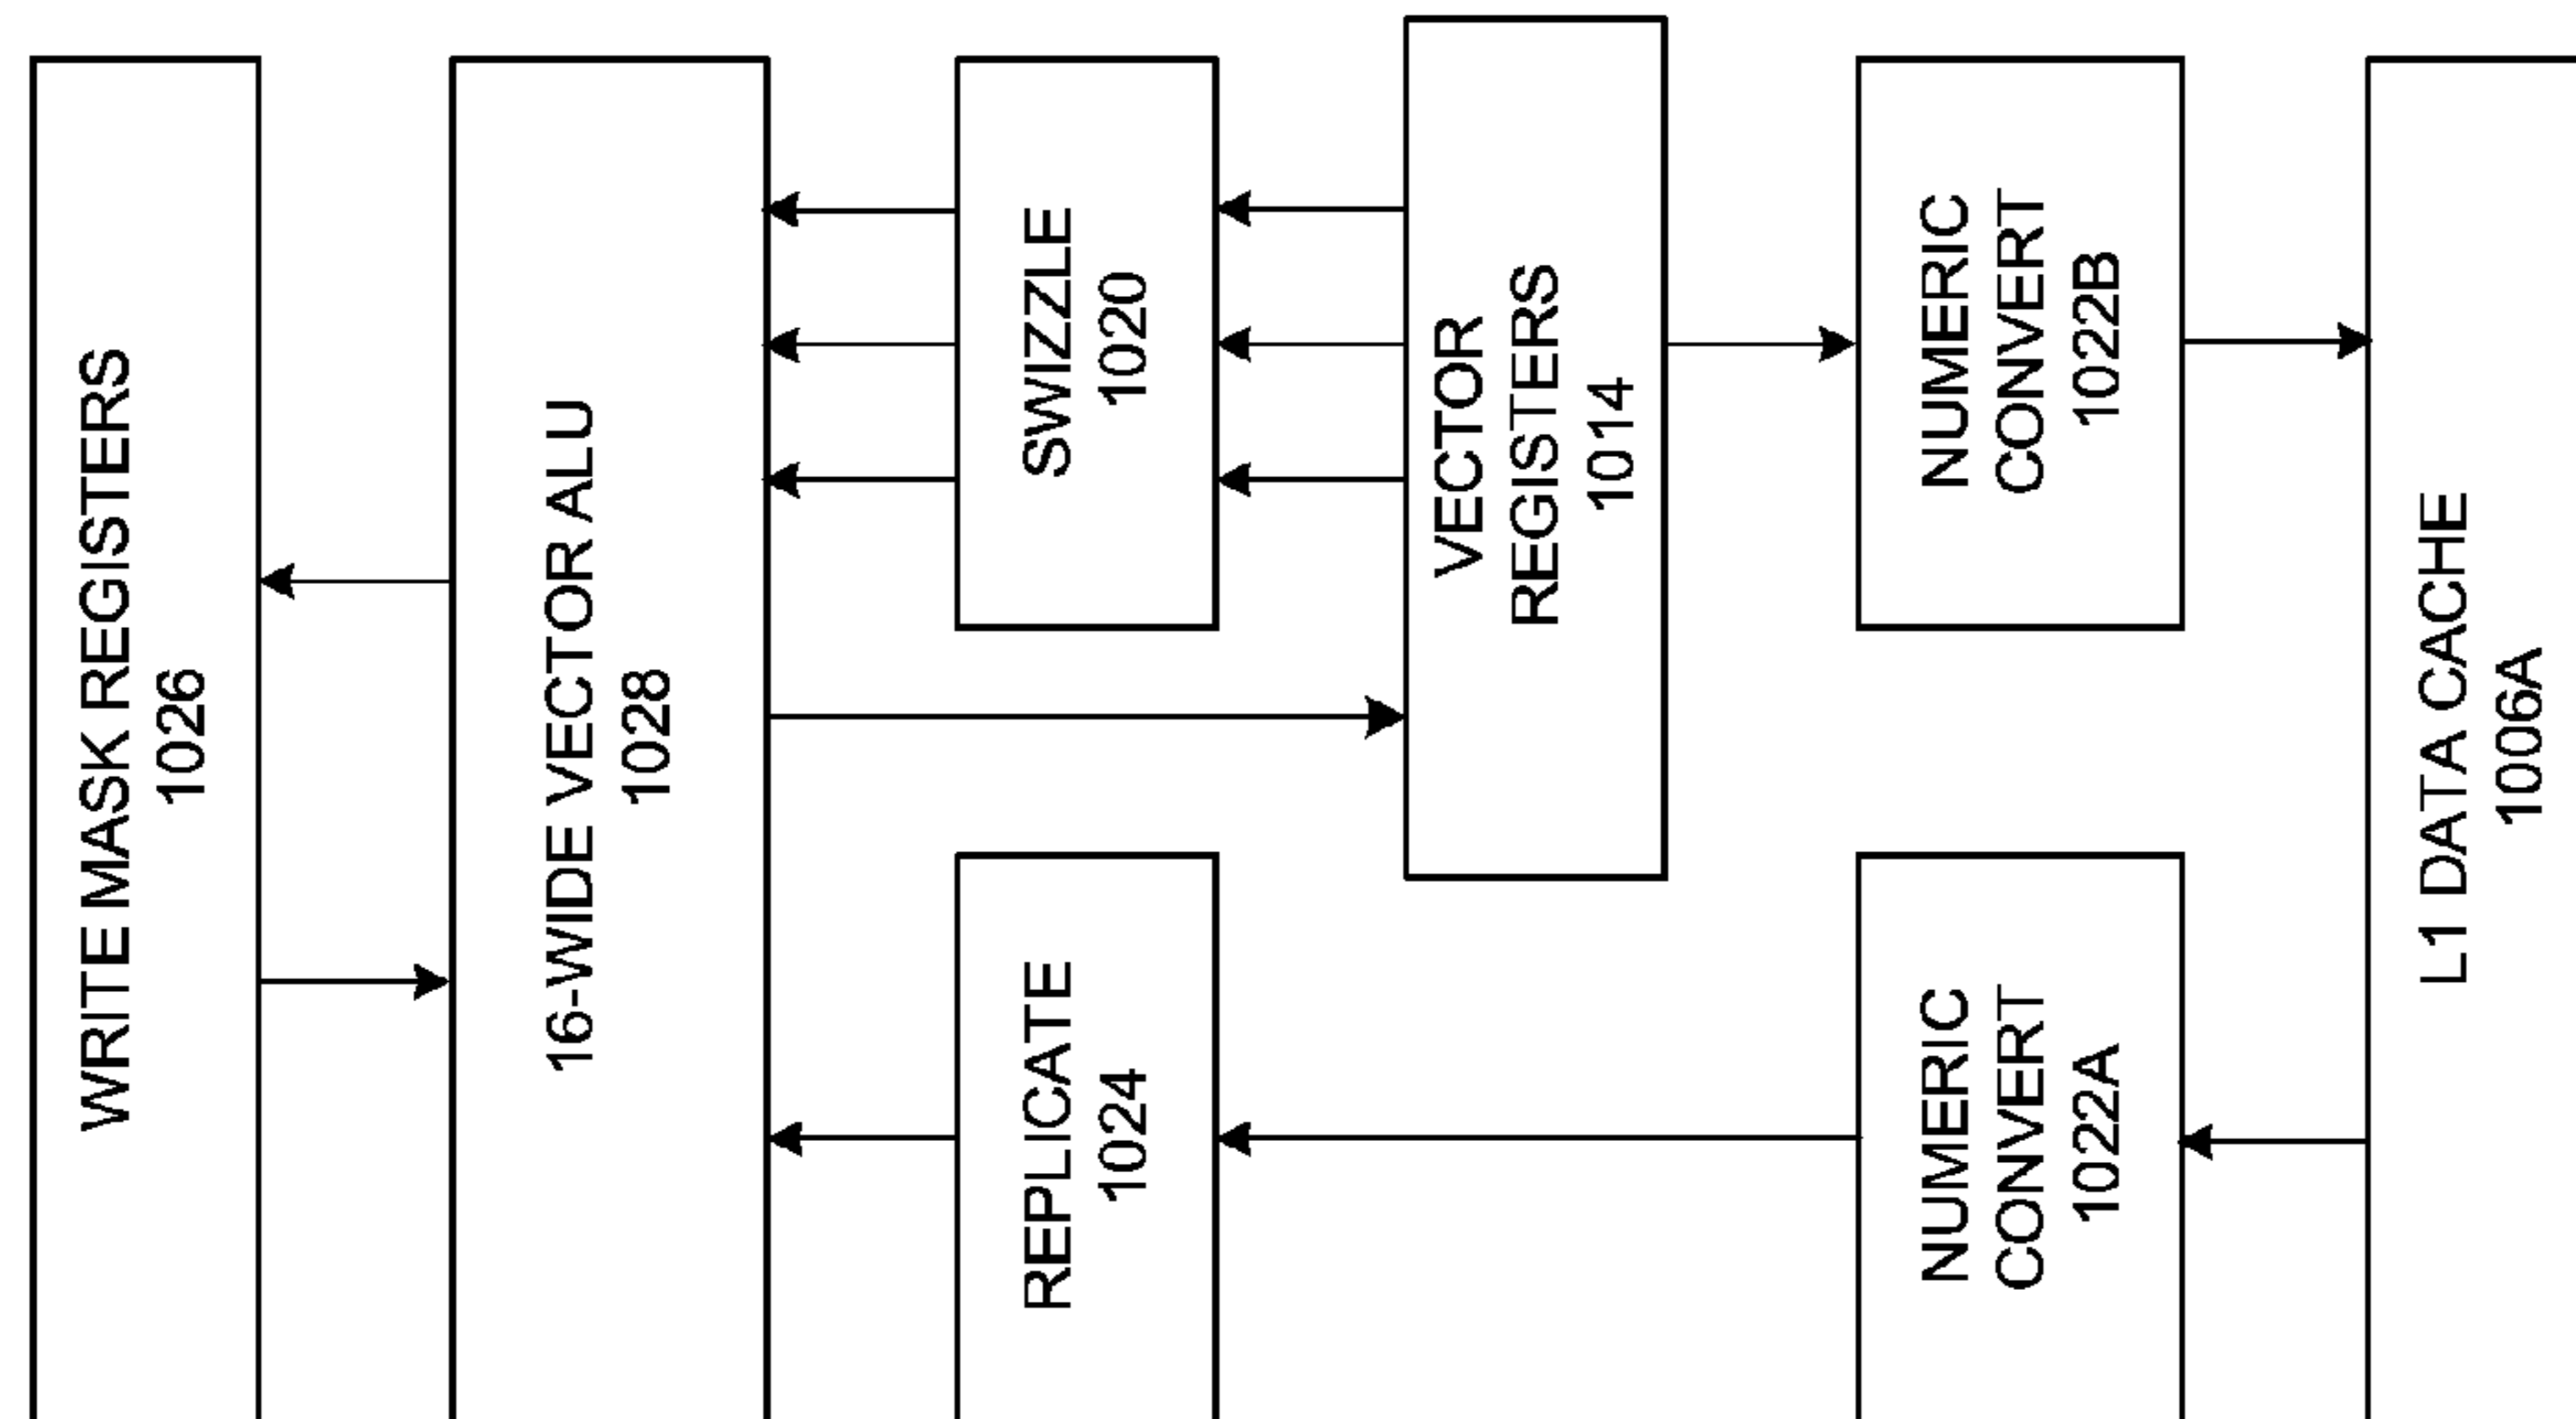 WRITE MASK REGISTERS
1026
16-WIDE VECTOR ALU
1028
REPLICATE
1024
SWIZZLE
1020
VECTOR
REGISTERS
1014
NUMERIC
CONVERT
1022A
NUMERIC
CONVERT
1022B
L1 DATA CACHE
1006A